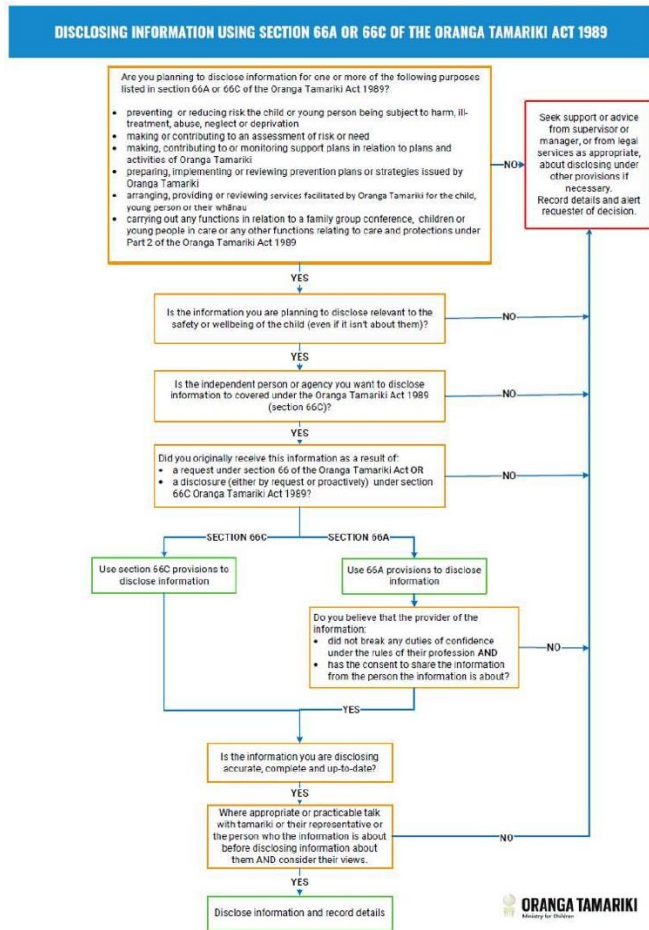 DISCLOSING INFORMATION USING SECTION 66A OR 66C OF THE ORANGA TAMARIKI ACT 1989
Are you planning to disclose information for one or more of the following purposes
listed in section 66A or 66C of the Oranga Tamariki Act 1989?
• preventing or reducing risk the child or young person being subject to harm, ill-
treatment, abuse, neglect or deprivation
• making or contributing to an assessment of risk or need
• making, contributing to or monitoring support plans in relation to plans and
activities of Oranga Tamariki
• preparing, implementing or reviewing prevention plans or strategies issued by
Oranga Tamariki
• arranging, providing or reviewing services facilitated by Oranga Tamariki for the child,
young person or their whānau
• carrying out any functions in relation to a family group conference, children or
young people in care or any other functions relating to care and protections under
Part 2 of the Oranga Tamariki Act 1989
NO
Seek support or advice
from supervisor or
manager, or from legal
services as appropriate,
about disclosing under
other provisions if
necessary.
Record details and alert
requester of decision.
YES
Is the information you are planning to disclose relevant to the
safety or wellbeing of the child (even if it isn't about them)?
NO
YES
Is the independent person or agency you want to disclose
information to covered under the Oranga Tamariki Act 1989
(section 66C)?
NO
YES
Did you originally receive this information as a result of:
• a request under section 66 of the Oranga Tamariki Act OR
• a disclosure (either by request or proactively) under section
66C Oranga Tamariki Act 1989?
NO
SECTION 66C
SECTION 66A
Use section 66C provisions to
disclose information
Use 66A provisions to disclose
information
Do you believe that the provider of the
information:
• did not break any duties of confidence
under the rules of their profession AND
• has the consent to share the information
from the person the information is about?
NO
YES
Is the information you are disclosing
accurate, complete and up-to-date?
YES
Where appropriate or practicable talk
with tamariki or their representative or
the person who the information is about
before disclosing information about
them AND consider their views.
NO
YES
Disclose information and record details
ORANGA TAMARIKI
Ministry for Children